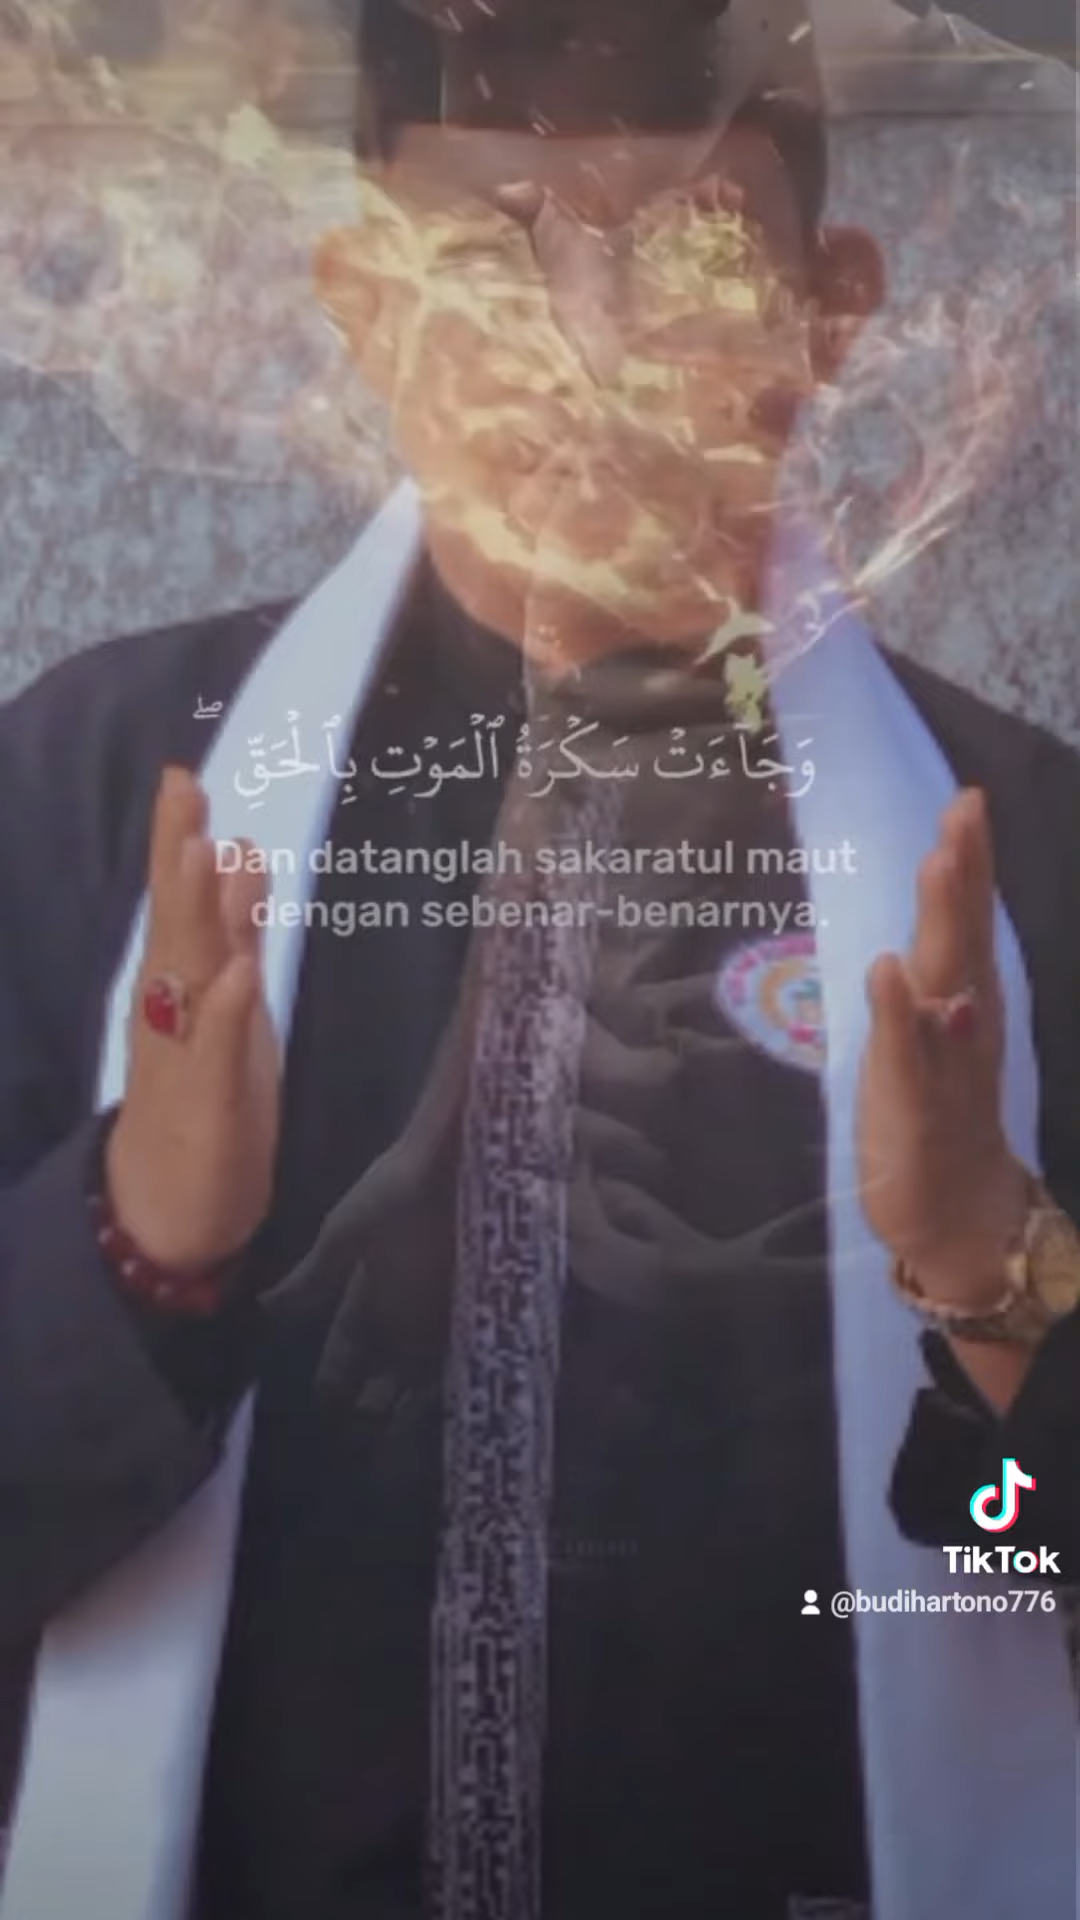 وَجَآءَتْ سَكْرَةُ ٱلْمَوْتِ بِٱلْحَقِّ ۖ
Dan datanglah sakaratul maut
dengan sebenar-benarnya.
TikTok
@budihartono776